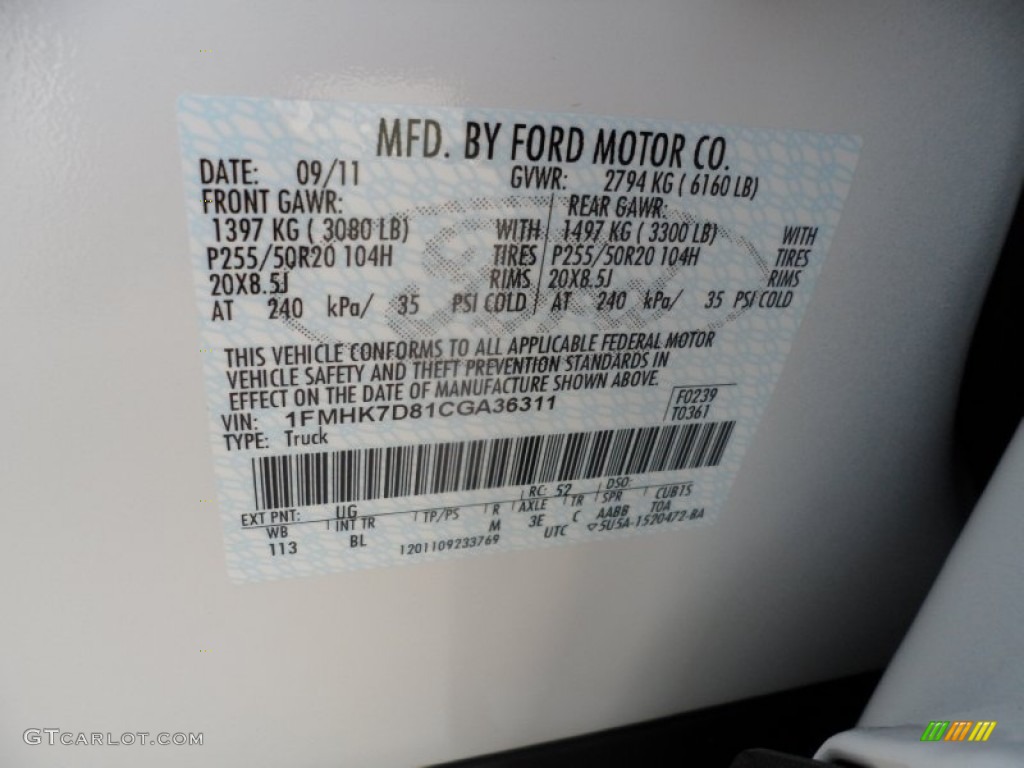 MFD. BY FORD MOTOR CO.
DATE: 09/11 GVWR: 2794 KG ( 6160 LB)
FRONT GAWR: REAR GAWR:
1397 KG ( 3080 LB) WITH 1497 KG ( 3300 LB) WITH
P255/50R20 104H TIRES P255/50R20 104H TIRES
20X8.5J RIMS 20X8.5J RIMS
AT 240 kPa/ 35 PSI COLD AT 240 kPa/ 35 PSI COLD
THIS VEHICLE CONFORMS TO ALL APPLICABLE FEDERAL MOTOR
VEHICLE SAFETY AND THEFT PREVENTION STANDARDS IN
EFFECT ON THE DATE OF MANUFACTURE SHOWN ABOVE.
VIN: 1FMHK7D81CGA36311 F0239
TYPE: Truck T0361
EXT PNT: UG RC: 52 DSO:
WB INT TR TP/PS R AXLE TR SPR CUBTS
113 BL M 3E C AABB TOA
1201109233769 UTC ▽5U5A-1520472-BA
GTCARLOT.COM